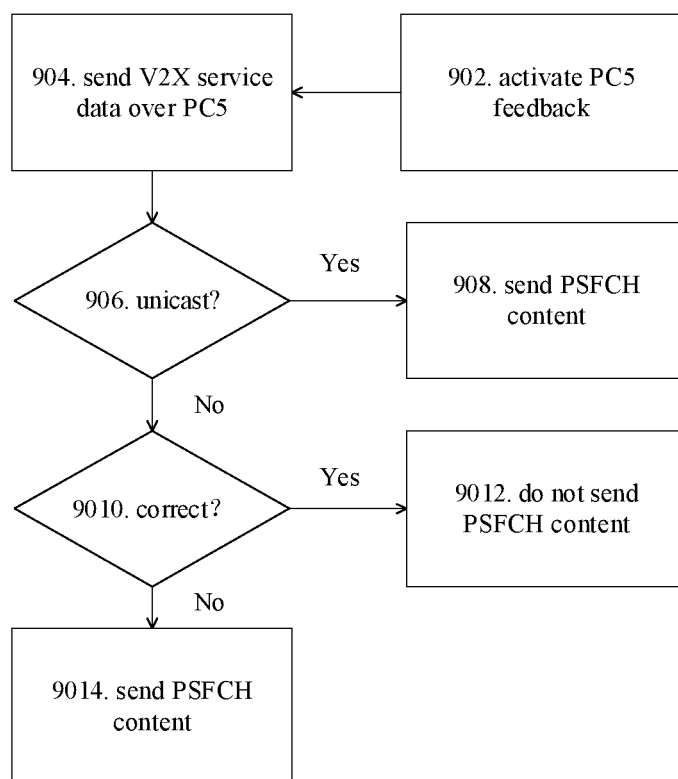 904. send V2X service
data over PC5
902. activate PC5
feedback
906. unicast?
Yes
908. send PSFCH
content
No
9010. correct?
Yes
9012. do not send
PSFCH content
No
9014. send PSFCH
content